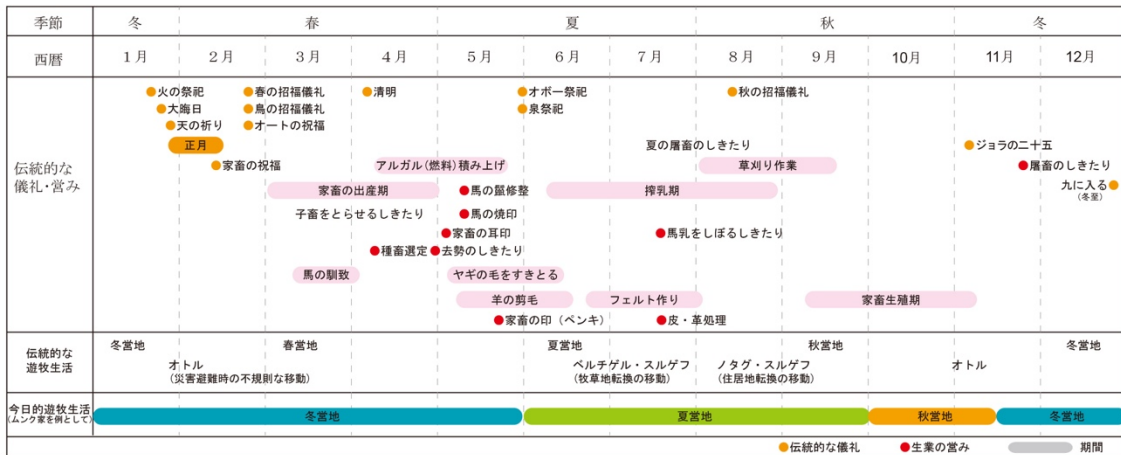 季節 冬 春 夏 秋 冬
西暦 1月 2月 3月 4月 5月 6月 7月 8月 9月 10月 11月 12月
伝統的な
儀礼・営み
火の祭祀 春の招福儀礼 清明 オボー祭祀 秋の招福儀礼
大晦日 鳥の招福儀礼 泉祭祀
天の祈り オートの祝福
正月 夏の屠畜のしきたり ジョラの二十五
家畜の祝福 アルガル(燃料)積み上げ 草刈り作業 屠畜のしきたり
家畜の出産期 馬の鬣修整 搾乳期 九に入る
(冬至)
子畜をとらせるしきたり 馬の焼印
家畜の耳印 馬乳をしぼるしきたり
種畜選定 去勢のしきたり
馬の馴致 ヤギの毛をすきとる
羊の剪毛 フェルト作り 家畜生殖期
家畜の印(ペンキ) 皮・革処理
伝統的な
遊牧生活
冬営地 春営地 夏営地 秋営地 冬営地
オトル ベルチゲル・スルゲフ ノタグ・スルゲフ オトル
(災害避難時の不規則な移動) (牧草地転換の移動) (住居地転換の移動)
今日的遊牧生活
(ムンク家を例として)
冬営地 夏営地 秋営地 冬営地
伝統的な儀礼 生業の営み 期間